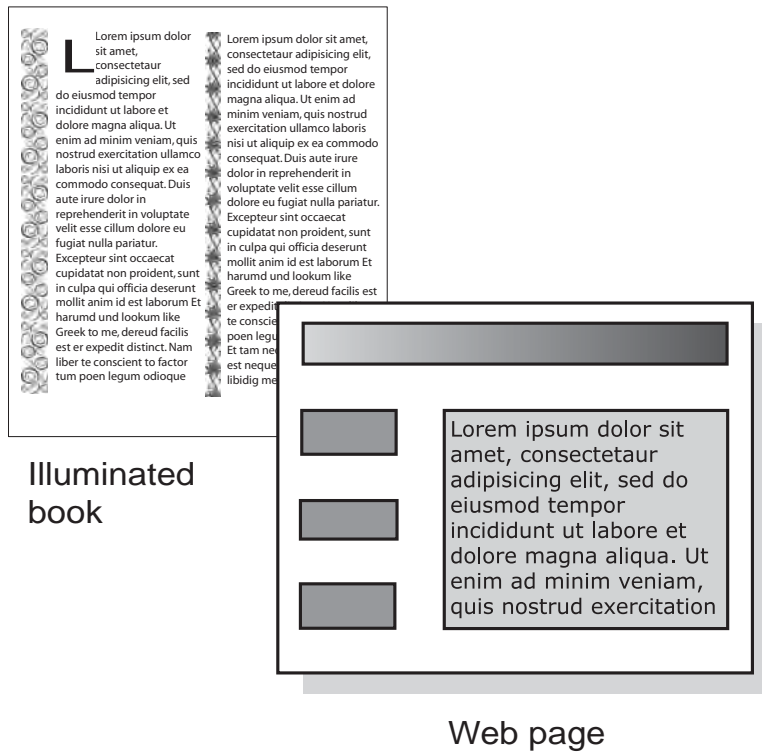 L
Lorem ipsum dolor
sit amet,
consectetaur
adipisicing elit, sed
do eiusmod tempor
incididunt ut labore et
dolore magna aliqua. Ut
enim ad minim veniam, quis
nostrud exercitation ullamco
laboris nisi ut aliquip ex ea
commodo consequat. Duis
aute irure dolor in
reprehenderit in voluptate
velit esse cillum dolore eu
fugiat nulla pariatur.
Excepteur sint occaecat
cupidatat non proident, sunt
in culpa qui officia deserunt
mollit anim id est laborum Et
harumd und lookum like
Greek to me, dereud facilis
est er expedit distinct. Nam
liber te conscient to factor
tum poen legum odioque
Lorem ipsum dolor sit amet,
consectetaur adipisicing elit,
sed do eiusmod tempor
incididunt ut labore et dolore
magna aliqua. Ut enim ad
minim veniam, quis nostrud
exercitation ullamco laboris
nisi ut aliquip ex ea commodo
consequat. Duis aute irure
dolor in reprehenderit in
voluptate velit esse cillum
dolore eu fugiat nulla pariatur.
Excepteur sint occaecat
cupidatat non proident, sunt
in culpa qui officia deserunt
mollit anim id est laborum Et
harumd und lookum like
Greek to me, dereud facilis est
er expedit
te
poen
Et tam
est neque
libidig
Illuminated
book
Lorem ipsum dolor sit
amet, consectetaur
adipisicing elit, sed do
eiusmod tempor
incididunt ut labore et
dolore magna aliqua. Ut
enim ad minim veniam,
quis nostrud exercitation
Web page